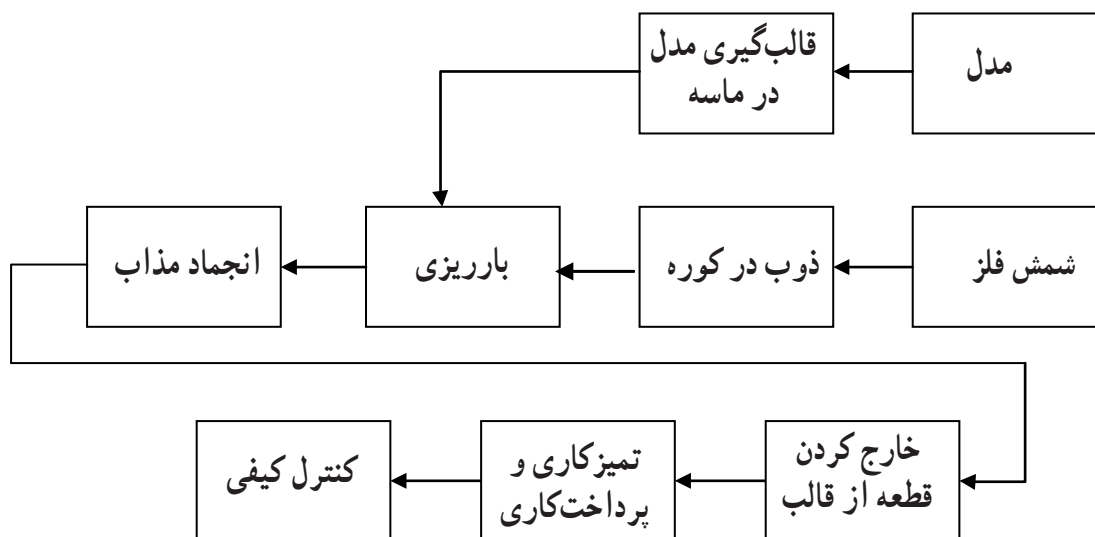 مدل
قالب‌گیری مدل
در ماسه
شمش فلز
ذوب در کوره
بارریزی
انجماد مذاب
خارج کردن
قطعه از قالب
تمیزکاری و
پرداخت‌کاری
کنترل کیفی